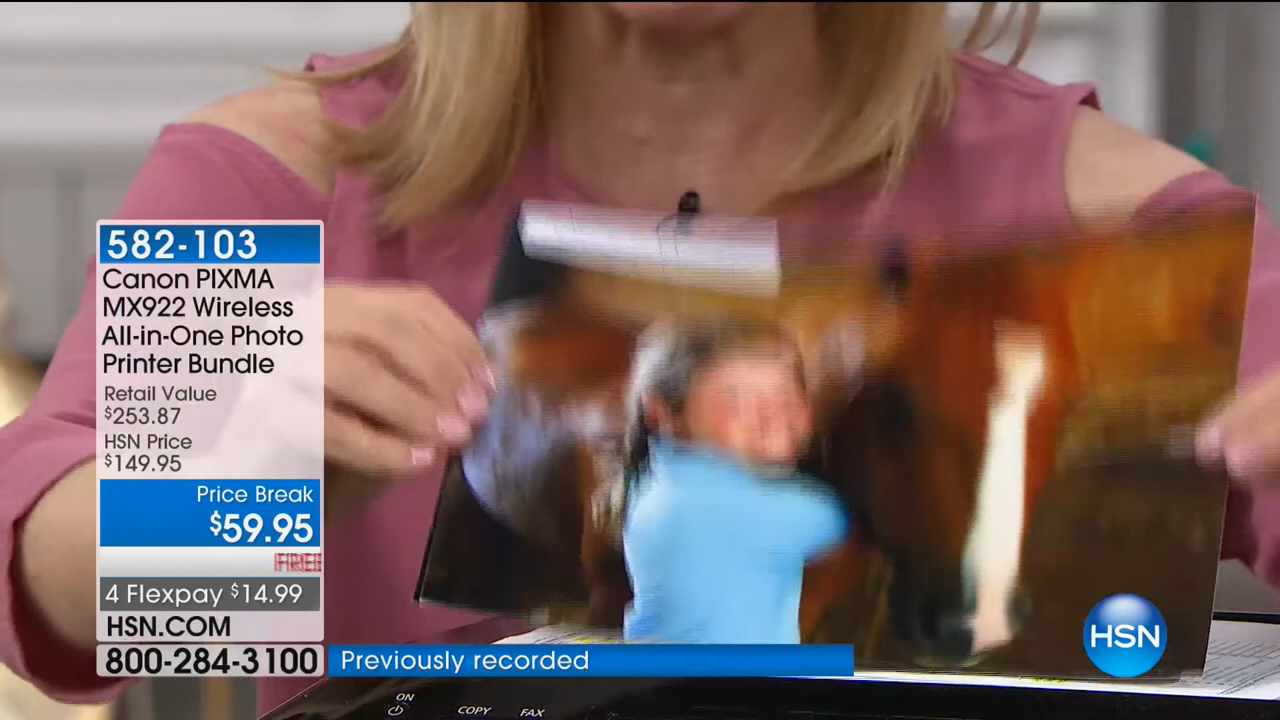 582-103
Canon PIXMA
MX922 Wireless
All-in-One Photo
Printer Bundle
Retail Value
$253.87
HSN Price
$149.95
Price Break
$59.95
FREE
4 Flexpay $14.99
HSN.COM
800-284-3100
Previously recorded
HSN
ON
COPY
FAX